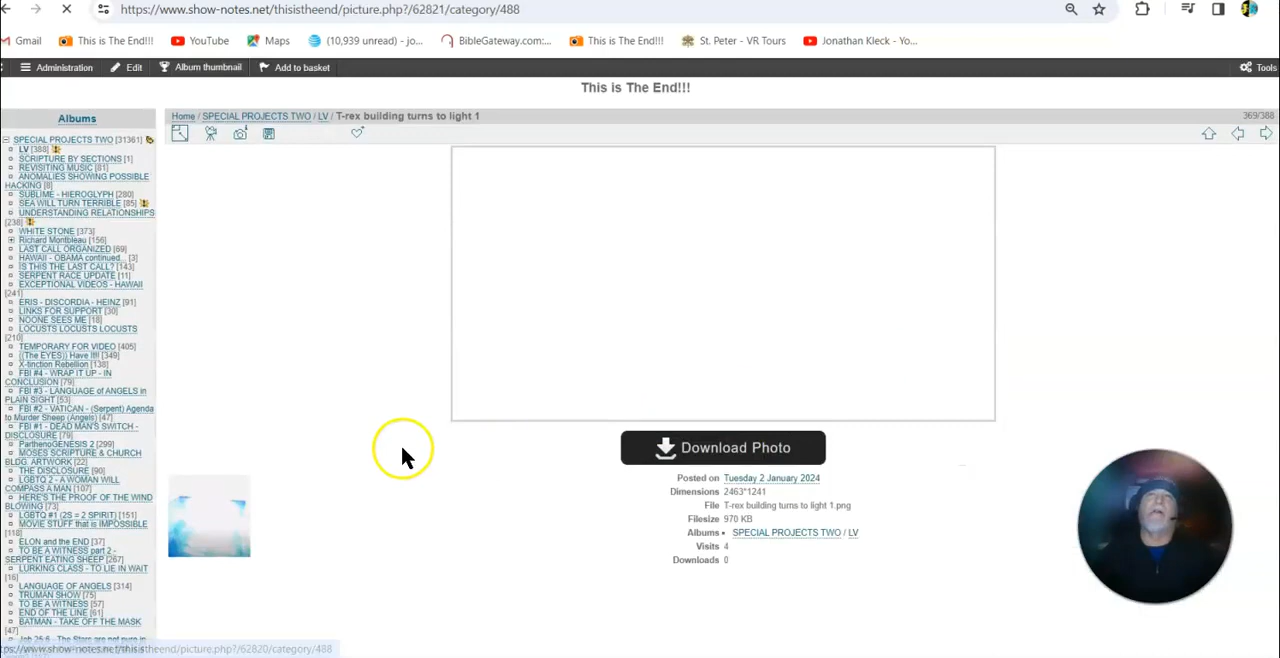 https://www.show-notes.net/thisistheend/picture.php?/62821/category/488
Gmail This is The End!!! YouTube Maps (10,939 unread) - jo... BibleGateway.com:... This is The End!!! St. Peter - VR Tours Jonathan Kleck - Yo...
Administration Edit Album thumbnail Add to basket Tools
This is The End!!!
Albums
Home / SPECIAL PROJECTS TWO / LV / T-rex building turns to light 1 369/388
SPECIAL PROJECTS TWO [31361]
LV [388]
SCRIPTURE BY SECTIONS [1]
REVISITING MUSIC [81]
ANOMALIES SHOWING POSSIBLE
HACKING [8]
SUBLIME - HIEROGLYPH [280]
SEA WILL TURN TERRIBLE [85]
UNDERSTANDING RELATIONSHIPS
[238]
WHITE STONE [373]
Richard Montbleau [156]
LAST CALL ORGANIZED [69]
HAWAII - OBAMA continued... [3]
IS THIS THE LAST CALL? [143]
SERPENT RACE UPDATE [11]
EXCEPTIONAL VIDEOS - HAWAII
[241]
ERIS - DISCORDIA - HEINZ [91]
LINKS FOR SUPPORT [30]
NOONE SEES ME [18]
LOCUSTS LOCUSTS LOCUSTS
[210]
TEMPORARY FOR VIDEO [405]
((The EYES)) Have It!!! [349]
X-tinction Rebellion [138]
FBI #4 - WRAP IT UP - IN
CONCLUSION [79]
FBI #3 - LANGUAGE of ANGELS in
PLAIN SIGHT [53]
FBI #2 - VATICAN - (Serpent) Agenda
to Murder Sheep (Angels) [47]
FBI #1 - DEAD MAN'S SWITCH -
DISCLOSURE [79]
ParthenoGENESIS 2 [299]
MOSES SCRIPTURE & CHURCH
BLDG. ARTWORK [22]
THE DISCLOSURE [90]
LGBTQ 2 - A WOMAN WILL
COMPASS A MAN [107]
HERE'S THE PROOF OF THE WIND
BLOWING [73]
LGBTQ #1 (2S = 2 SPIRIT) [151]
MOVIE STUFF that is IMPOSSIBLE
[118]
ELON and the END [37]
TO BE A WITNESS part 2 -
SERPENT EATING SHEEP [267]
LURKING CLASS - TO LIE IN WAIT
[16]
LANGUAGE OF ANGELS [314]
TRUMAN SHOW [75]
TO BE A WITNESS [57]
END OF THE LINE [61]
BATMAN - TAKE OFF THE MASK
[47]
Job 25:5 - The Stars are not pure in
Download Photo
Posted on Tuesday 2 January 2024
Dimensions 2463*1241
File T-rex building turns to light 1.png
Filesize 970 KB
Albums SPECIAL PROJECTS TWO / LV
Visits 4
Downloads 0
tps://www.show-notes.net/thisistheend/picture.php?/62820/category/488